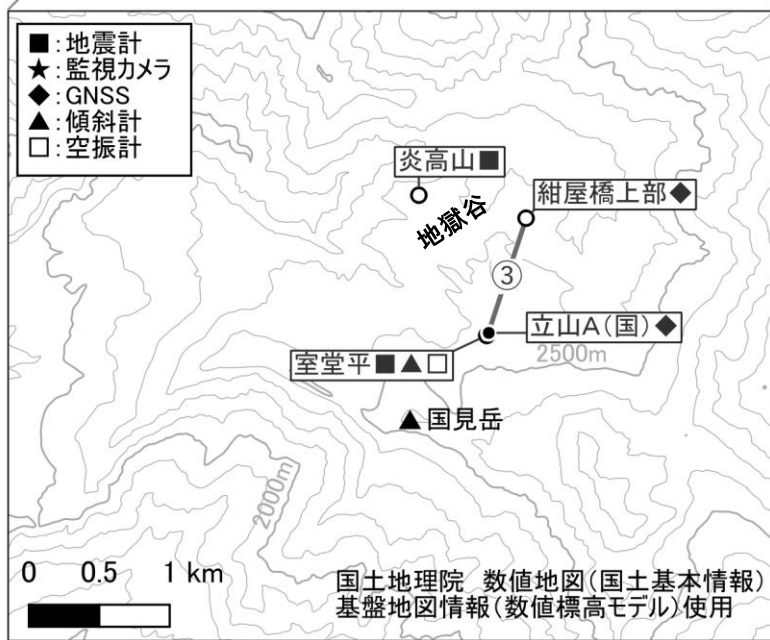 ■:地震計
★:監視カメラ
◆:GNSS
▲:傾斜計
□:空振計
炎高山■
紺屋橋上部◆
地獄谷
③
立山A(国)◆
2500m
室堂平■▲□
▲国見岳
2000m
0 0.5 1 km
国土地理院 数値地図(国土基本情報)
基盤地図情報(数値標高モデル)使用